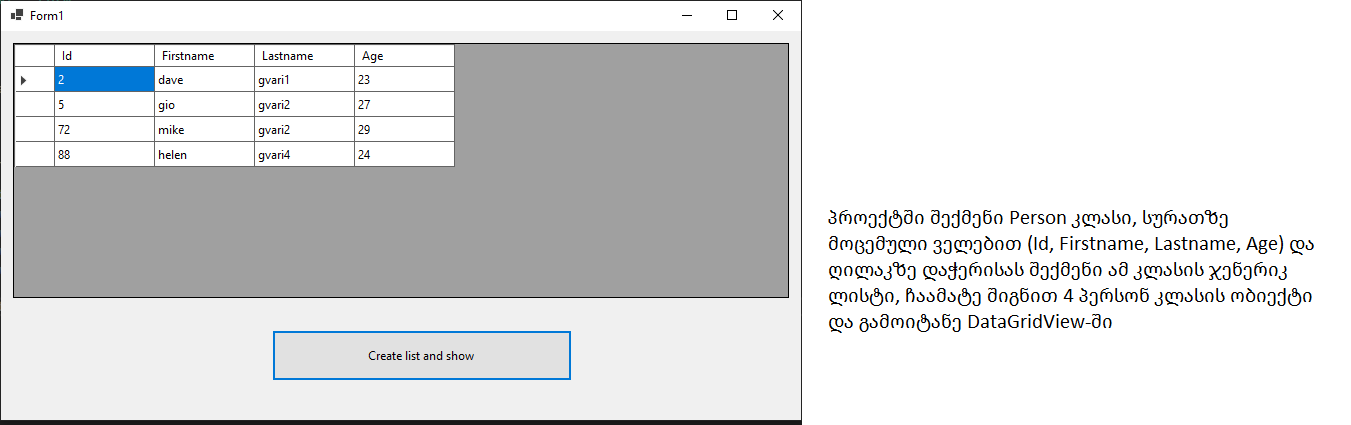 Form1
Id Firstname Lastname Age
2 dave gvari1 23
5 gio gvari2 27
72 mike gvari2 29
88 helen gvari4 24
Create list and show
პროექტში შექმენი Person კლასი, სურათზე
მოცემული ველებით (Id, Firstname, Lastname, Age) და
ღილაკზე დაჭერისას შექმენი ამ კლასის ჯენერიკ
ლისტი, ჩაამატე შიგნით 4 პერსონ კლასის ობიექტი
და გამოიტანე DataGridView-ში